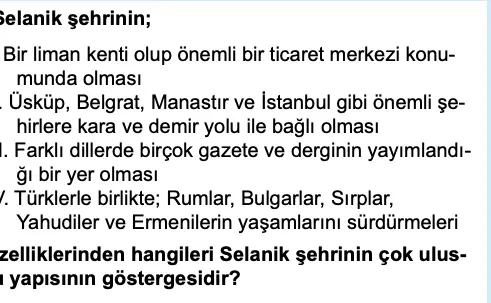 Selanik şehrinin;
Bir liman kenti olup önemli bir ticaret merkezi konu-
munda olması
. Üsküp, Belgrat, Manastır ve İstanbul gibi önemli şe-
hirlere kara ve demir yolu ile bağlı olması
I. Farklı dillerde birçok gazete ve derginin yayımlandı-
ğı bir yer olması
V. Türklerle birlikte; Rumlar, Bulgarlar, Sırplar,
Yahudiler ve Ermenilerin yaşamlarını sürdürmeleri
zelliklerinden hangileri Selanik şehrinin çok ulus-
u yapısının göstergesidir?